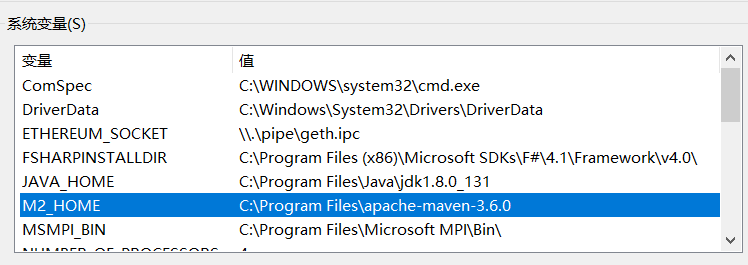 系统变量(S)
变量 值
ComSpec C:\WINDOWS\system32\cmd.exe
DriverData C:\Windows\System32\Drivers\DriverData
ETHEREUM_SOCKET \\.\pipe\geth.ipc
FSHARPINSTALLDIR C:\Program Files (x86)\Microsoft SDKs\F#\4.1\Framework\v4.0\
JAVA_HOME C:\Program Files\Java\jdk1.8.0_131
M2_HOME C:\Program Files\apache-maven-3.6.0
MSMPI_BIN C:\Program Files\Microsoft MPI\Bin\
NUMBER_OF_PROCESSORS 4